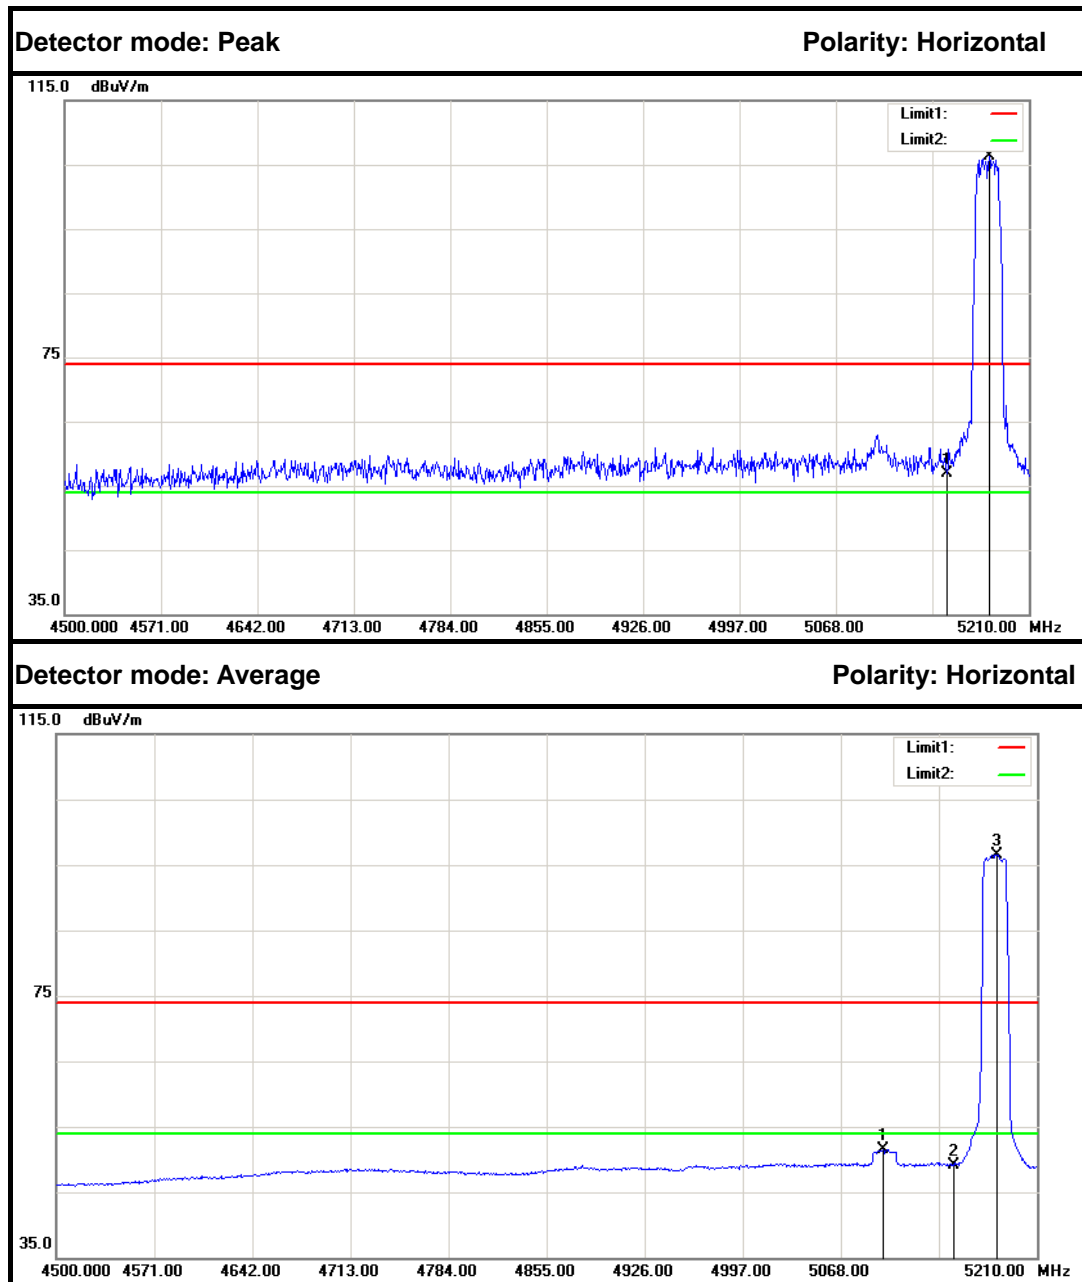 Detector mode: Peak Polarity: Horizontal
115.0 dBuV/m
Limit1:
Limit2:
75
1
35.0
4500.000 4571.00 4642.00 4713.00 4784.00 4855.00 4926.00 4997.00 5068.00 5210.00 MHz
Detector mode: Average Polarity: Horizontal
115.0 dBuV/m
Limit1:
Limit2:
3
75
1
2
35.0
4500.000 4571.00 4642.00 4713.00 4784.00 4855.00 4926.00 4997.00 5068.00 5210.00 MHz